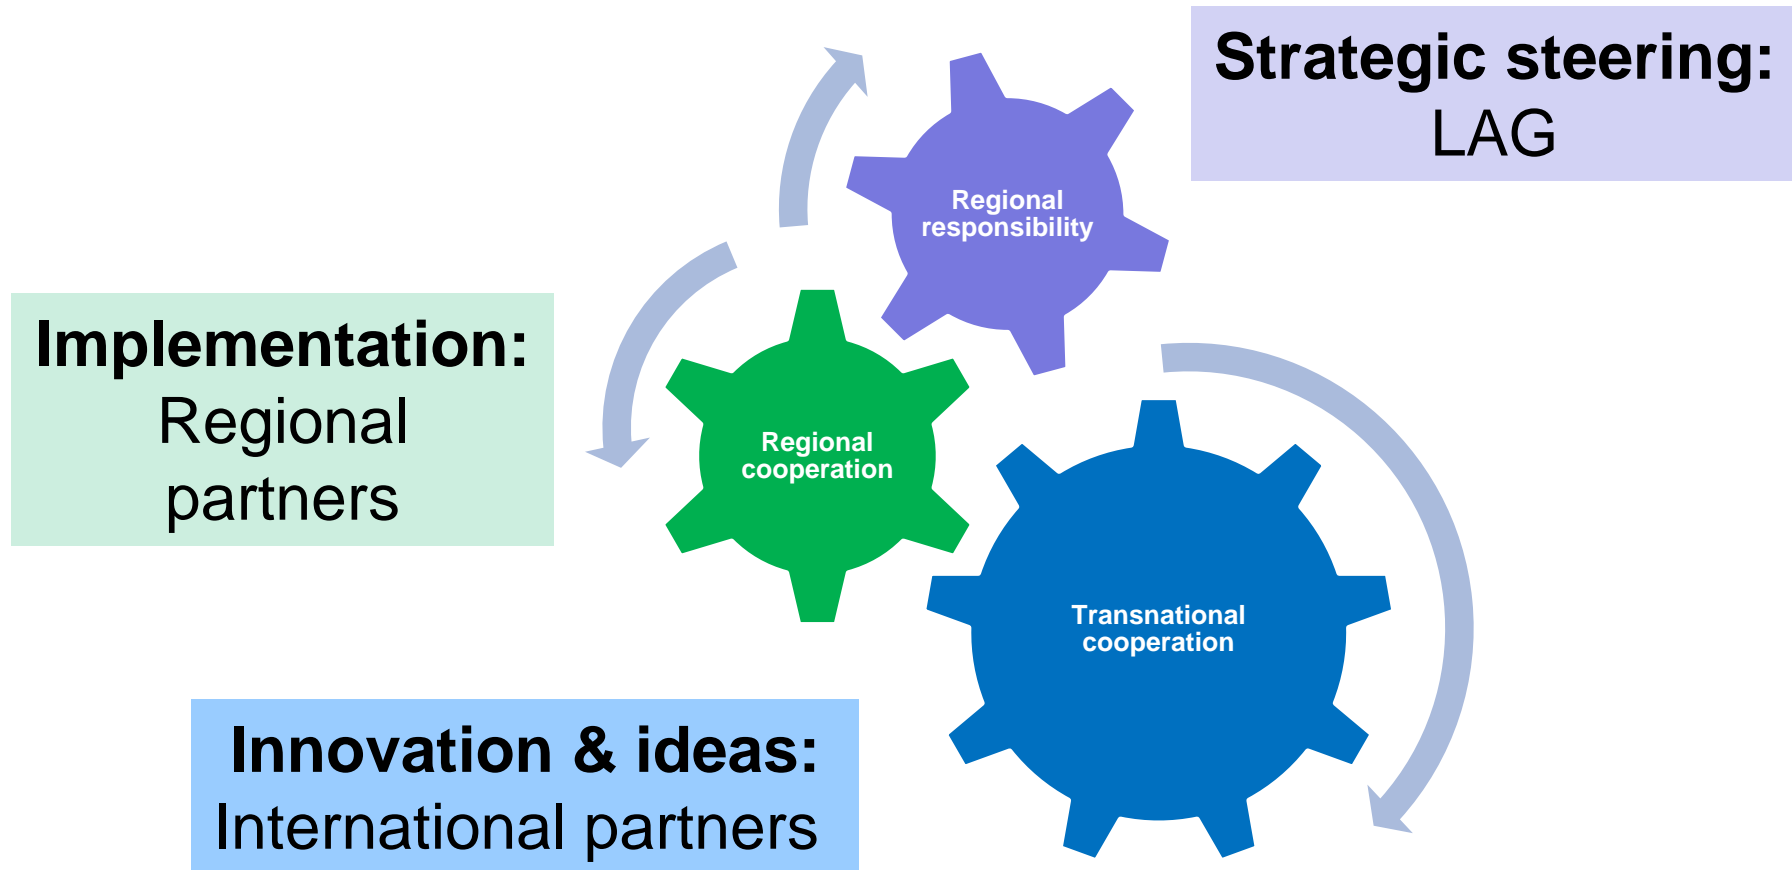 Strategic steering:
LAG
Regional
responsibility
Implementation:
Regional
partners
Regional
cooperation
Transnational
cooperation
Innovation & ideas:
International partners